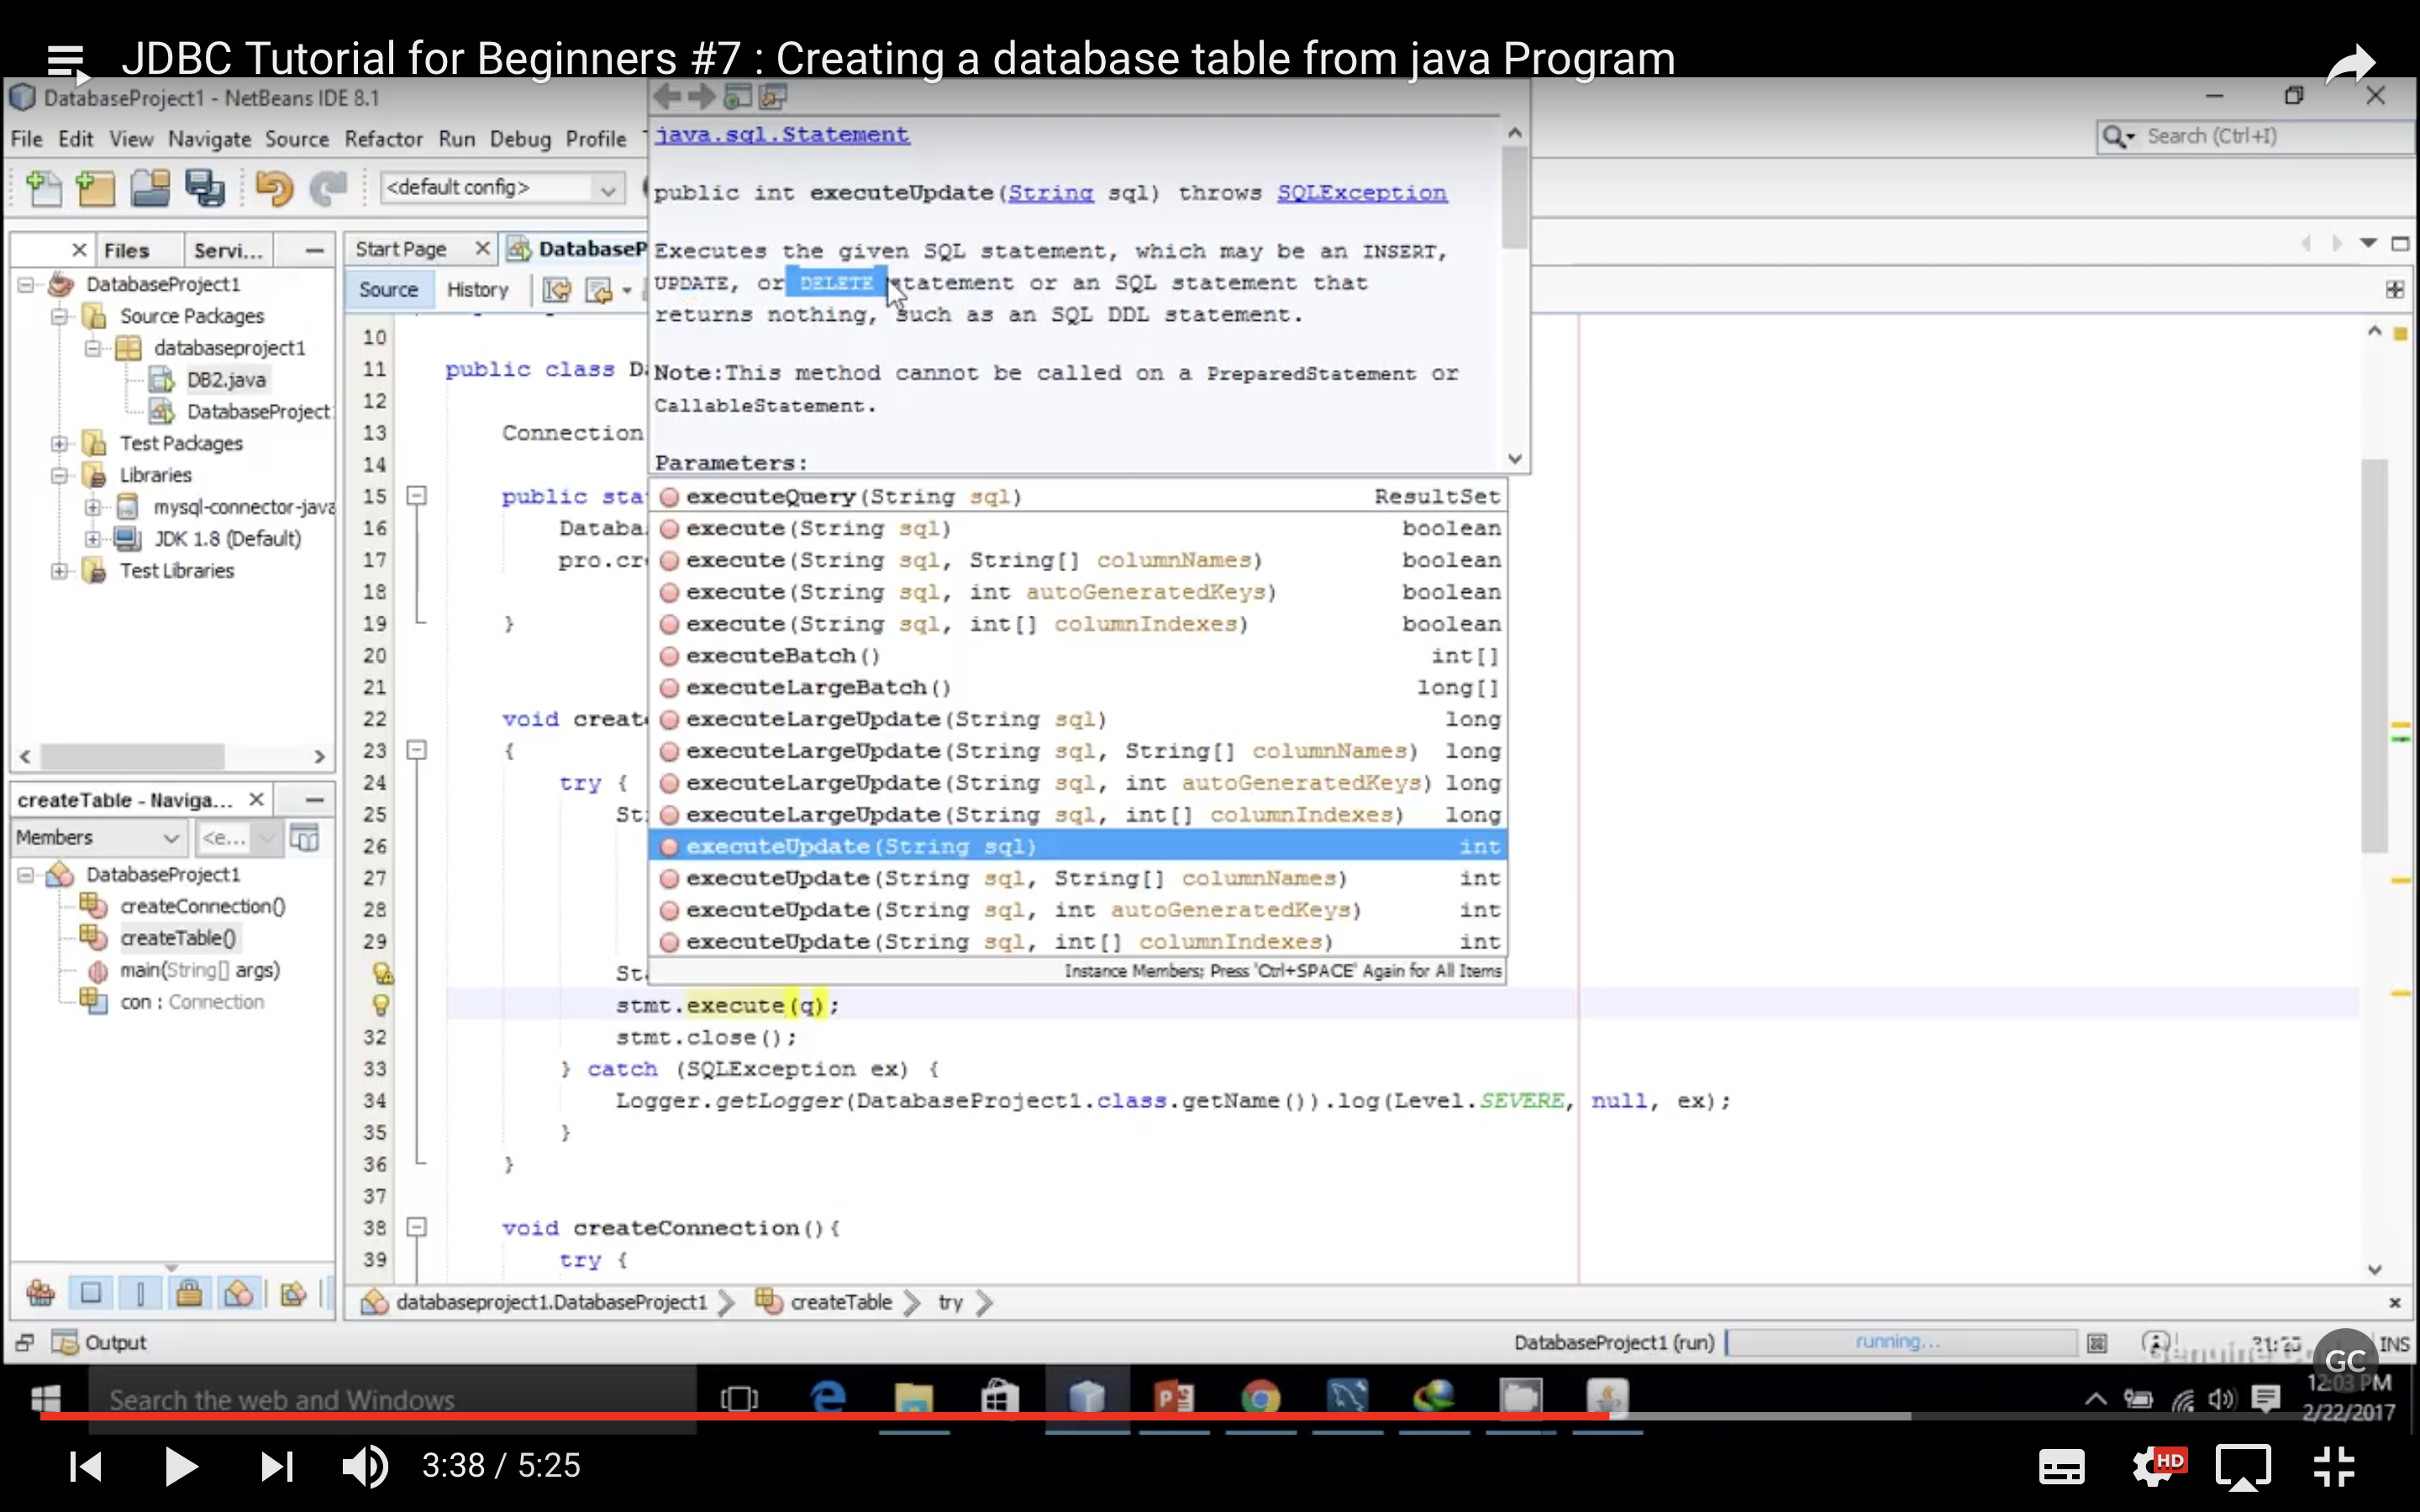 JDBC Tutorial for Beginners #7 : Creating a database table from java Program
DatabaseProject1 - NetBeans IDE 8.1
File Edit View Navigate Source Refactor Run Debug Profile
Search (Ctrl+I)
<default config>
Files Servi...
DatabaseProject1
Source Packages
databaseproject1
DB2.java
DatabaseProject
Test Packages
Libraries
mysql-connector-java
JDK 1.8 (Default)
Test Libraries
createTable - Naviga...
Members <e...
DatabaseProject1
createConnection()
createTable()
main(String[] args)
con : Connection
Start Page DatabaseP
Source History
java.sql.Statement
public int executeUpdate(String sql) throws SQLException
Executes the given SQL statement, which may be an INSERT,
UPDATE, or DELETE statement or an SQL statement that
returns nothing, such as an SQL DDL statement.
Note:This method cannot be called on a PreparedStatement or
CallableStatement.
Parameters:
executeQuery(String sql) ResultSet
execute(String sql) boolean
execute(String sql, String[] columnNames) boolean
execute(String sql, int autoGeneratedKeys) boolean
execute(String sql, int[] columnIndexes) boolean
executeBatch() int[]
executeLargeBatch() long[]
executeLargeUpdate(String sql) long
executeLargeUpdate(String sql, String[] columnNames) long
executeLargeUpdate(String sql, int autoGeneratedKeys) long
executeLargeUpdate(String sql, int[] columnIndexes) long
executeUpdate(String sql) int
executeUpdate(String sql, String[] columnNames) int
executeUpdate(String sql, int autoGeneratedKeys) int
executeUpdate(String sql, int[] columnIndexes) int
Instance Members; Press 'Ctrl+SPACE' Again for All Items
10
11 public class Da
12
13 Connection
14
15 public sta
16 Databa
17 pro.cr
18
19 }
20
21
22 void creat
23 {
24 try {
25 St
26
27
28
29
St
stmt.execute(q);
32 stmt.close();
33 } catch (SQLException ex) {
34 Logger.getLogger(DatabaseProject1.class.getName()).log(Level.SEVERE, null, ex);
35 }
36 }
37
38 void createConnection(){
39 try {
databaseproject1.DatabaseProject1 createTable try
Output
DatabaseProject1 (run) running...
INS
GC
Search the web and Windows
12:03 PM
2/22/2017
3:38 / 5:25
HD